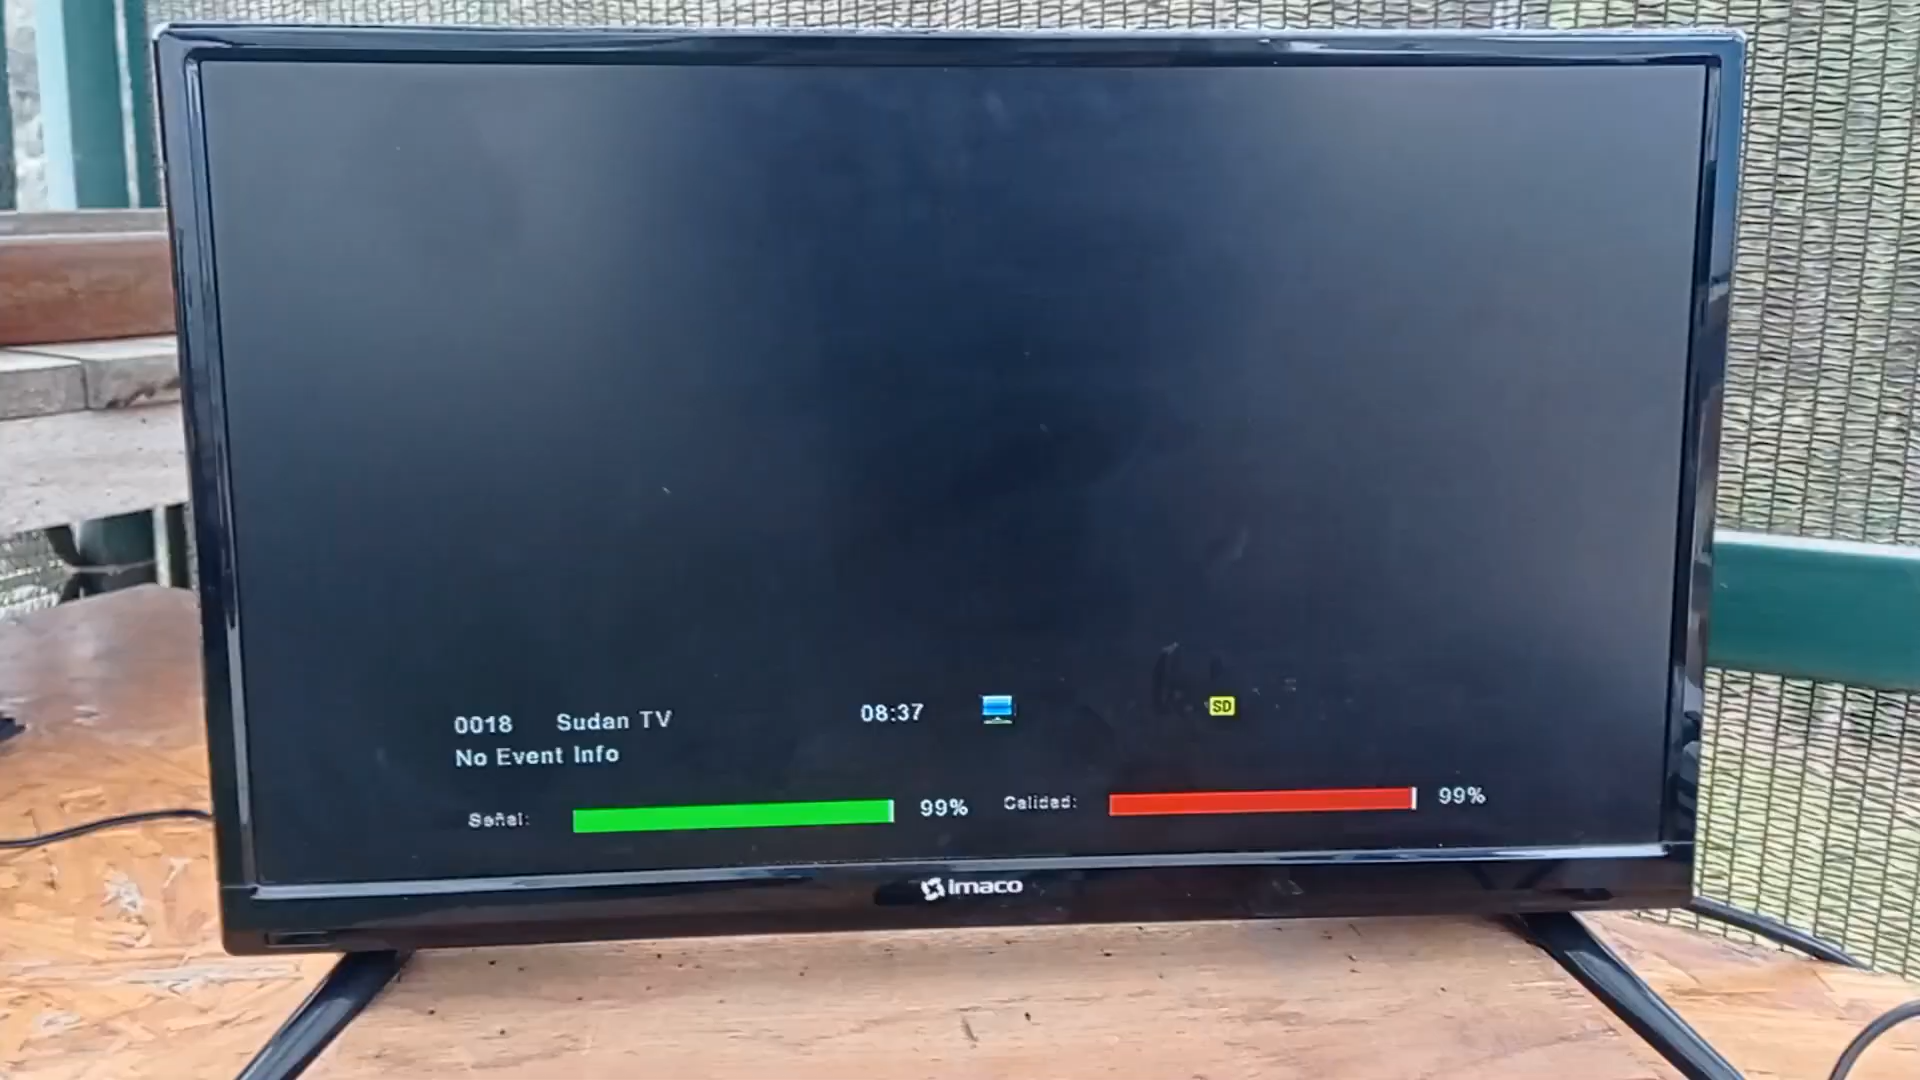 0018 Sudan TV 08:37 SD
No Event Info
Señal: 99% Calidad: 99%
imaco